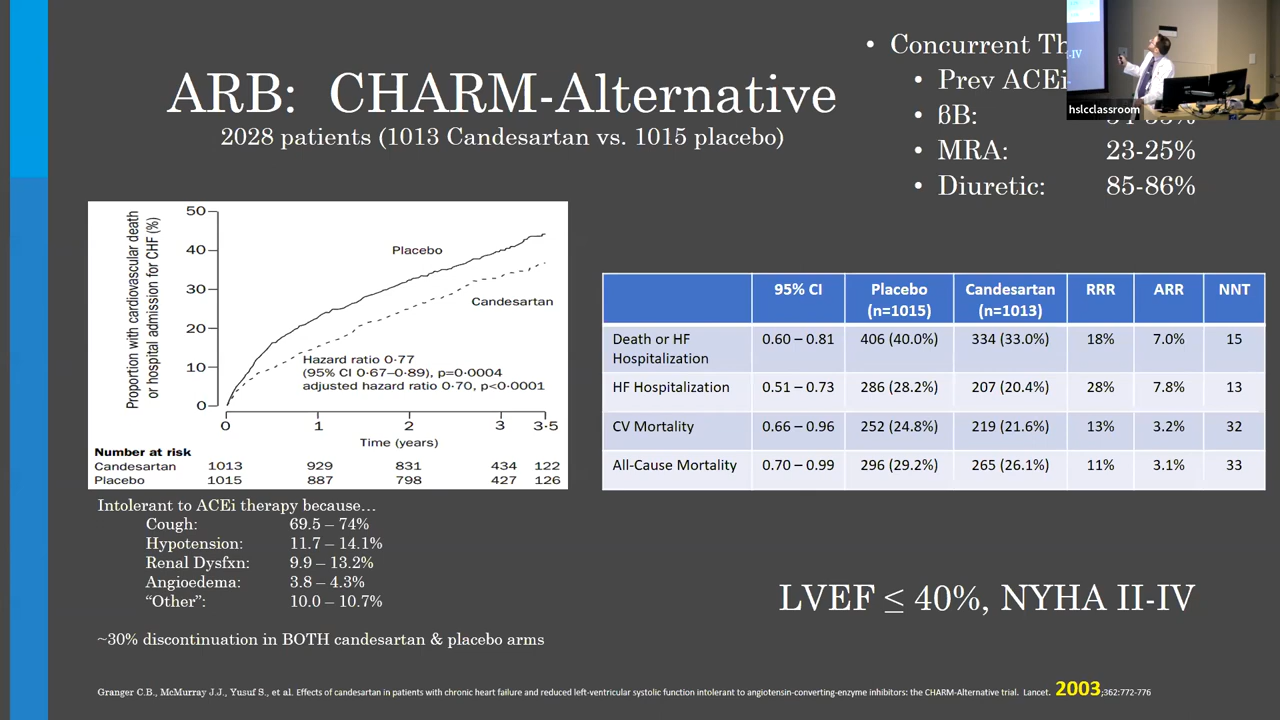 ARB: CHARM-Alternative
2028 patients (1013 Candesartan vs. 1015 placebo)
• Concurrent
• Prev ACEi
• βB:
• MRA: 23-25%
• Diuretic: 85-86%
hslcclassroom
Proportion with cardiovascular death
or hospital admission for CHF (%)
50
40
30
20
10
0
Placebo
Candesartan
Hazard ratio 0·77
(95% CI 0·67–0·89), p=0·0004
adjusted hazard ratio 0·70, p<0·0001
0 1 2 3 3·5
Time (years)
Number at risk
Candesartan 1013 929 831 434 122
Placebo 1015 887 798 427 126
95% CI Placebo (n=1015) Candesartan (n=1013) RRR ARR NNT
Death or HF Hospitalization 0.60 – 0.81 406 (40.0%) 334 (33.0%) 18% 7.0% 15
HF Hospitalization 0.51 – 0.73 286 (28.2%) 207 (20.4%) 28% 7.8% 13
CV Mortality 0.66 – 0.96 252 (24.8%) 219 (21.6%) 13% 3.2% 32
All-Cause Mortality 0.70 – 0.99 296 (29.2%) 265 (26.1%) 11% 3.1% 33
Intolerant to ACEi therapy because…
Cough: 69.5 – 74%
Hypotension: 11.7 – 14.1%
Renal Dysfxn: 9.9 – 13.2%
Angioedema: 3.8 – 4.3%
“Other”: 10.0 – 10.7%
~30% discontinuation in BOTH candesartan & placebo arms
LVEF ≤ 40%, NYHA II-IV
Granger C.B., McMurray J.J., Yusuf S., et al. Effects of candesartan in patients with chronic heart failure and reduced left-ventricular systolic function intolerant to angiotensin-converting-enzyme inhibitors: the CHARM-Alternative trial. Lancet. 2003;362:772-776